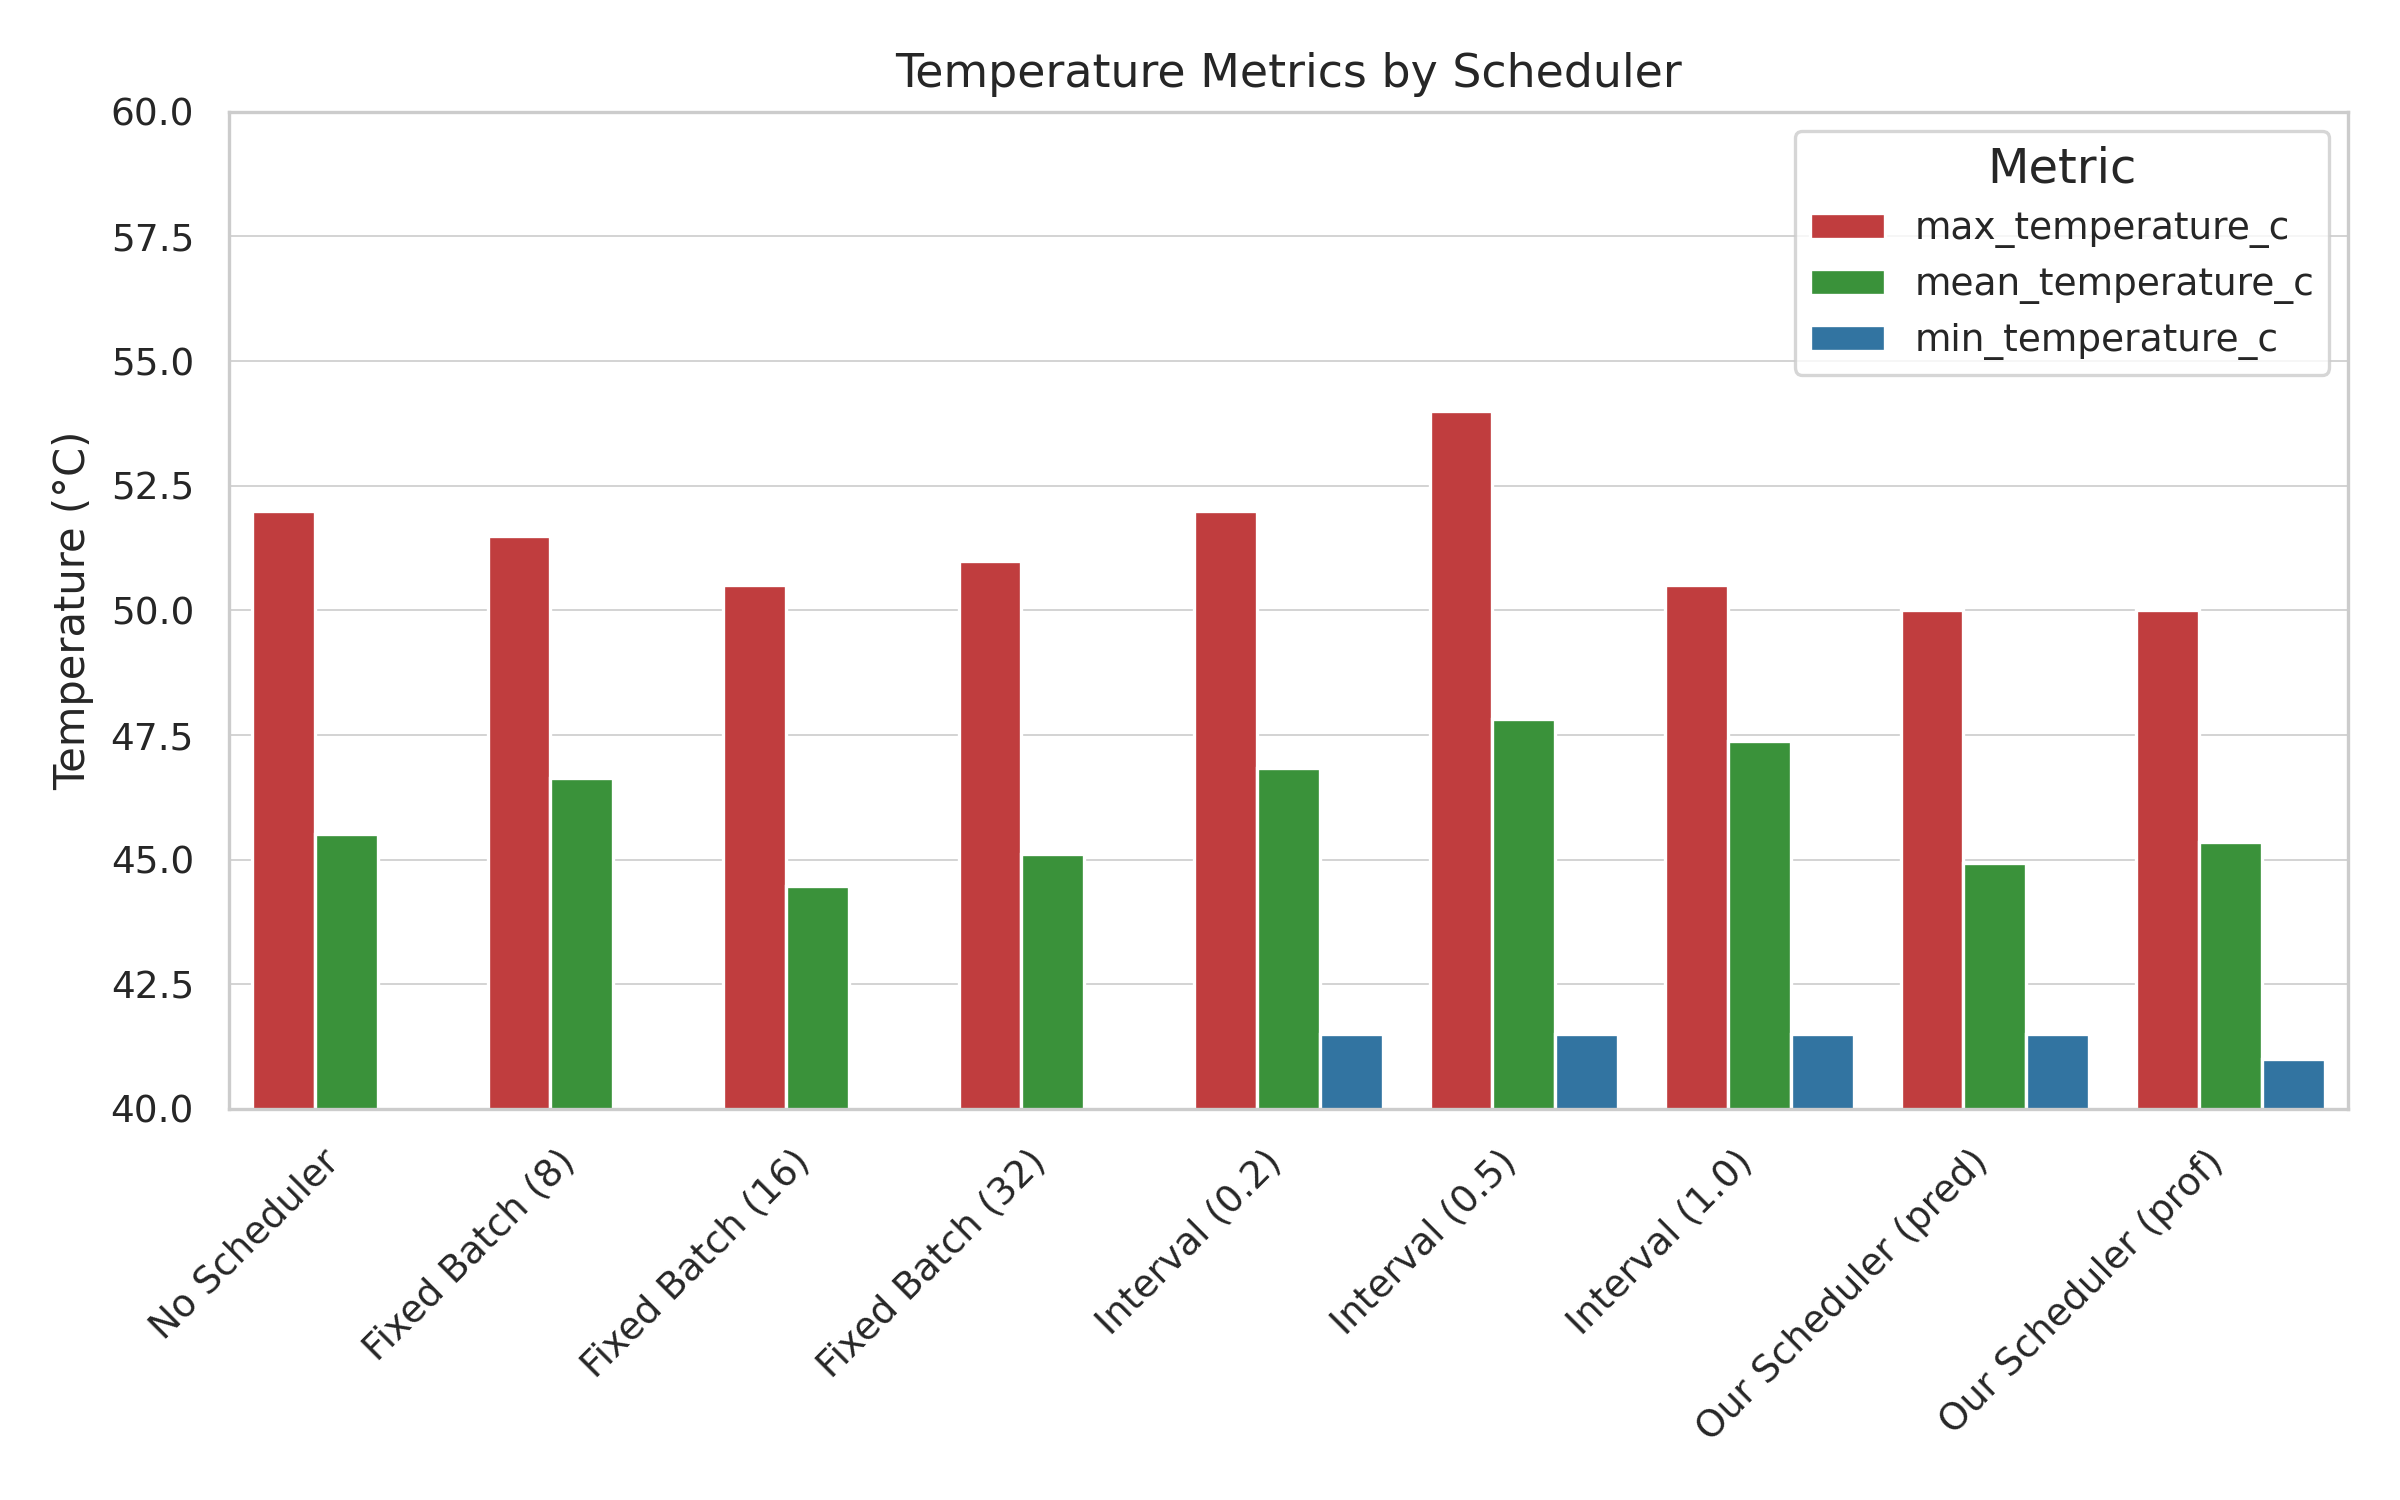 Temperature Metrics by Scheduler
Metric
max_temperature_c
mean_temperature_c
min_temperature_c
Temperature (°C)
60.0
57.5
55.0
52.5
50.0
47.5
45.0
42.5
40.0
No Scheduler
Fixed Batch (8)
Fixed Batch (16)
Fixed Batch (32)
Interval (0.2)
Interval (0.5)
Interval (1.0)
Our Scheduler (pred)
Our Scheduler (prof)